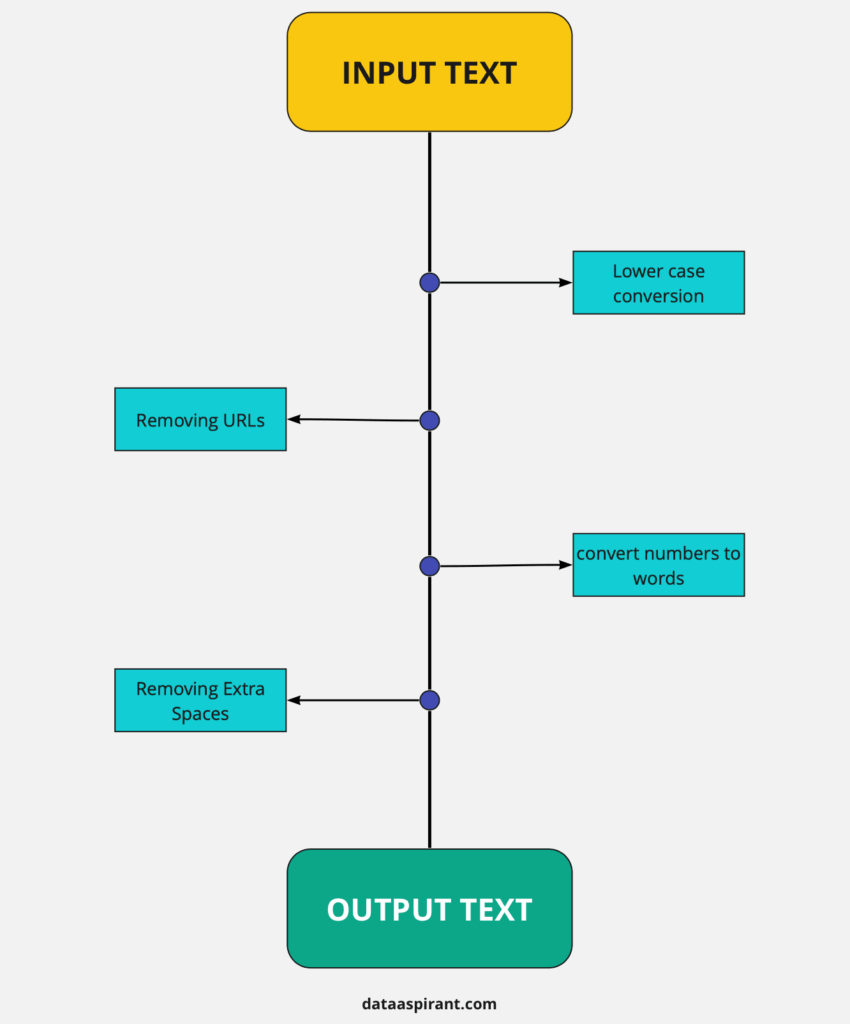 INPUT TEXT
Lower case
conversion
Removing URLs
convert numbers to
words
Removing Extra
Spaces
OUTPUT TEXT
dataaspirant.com